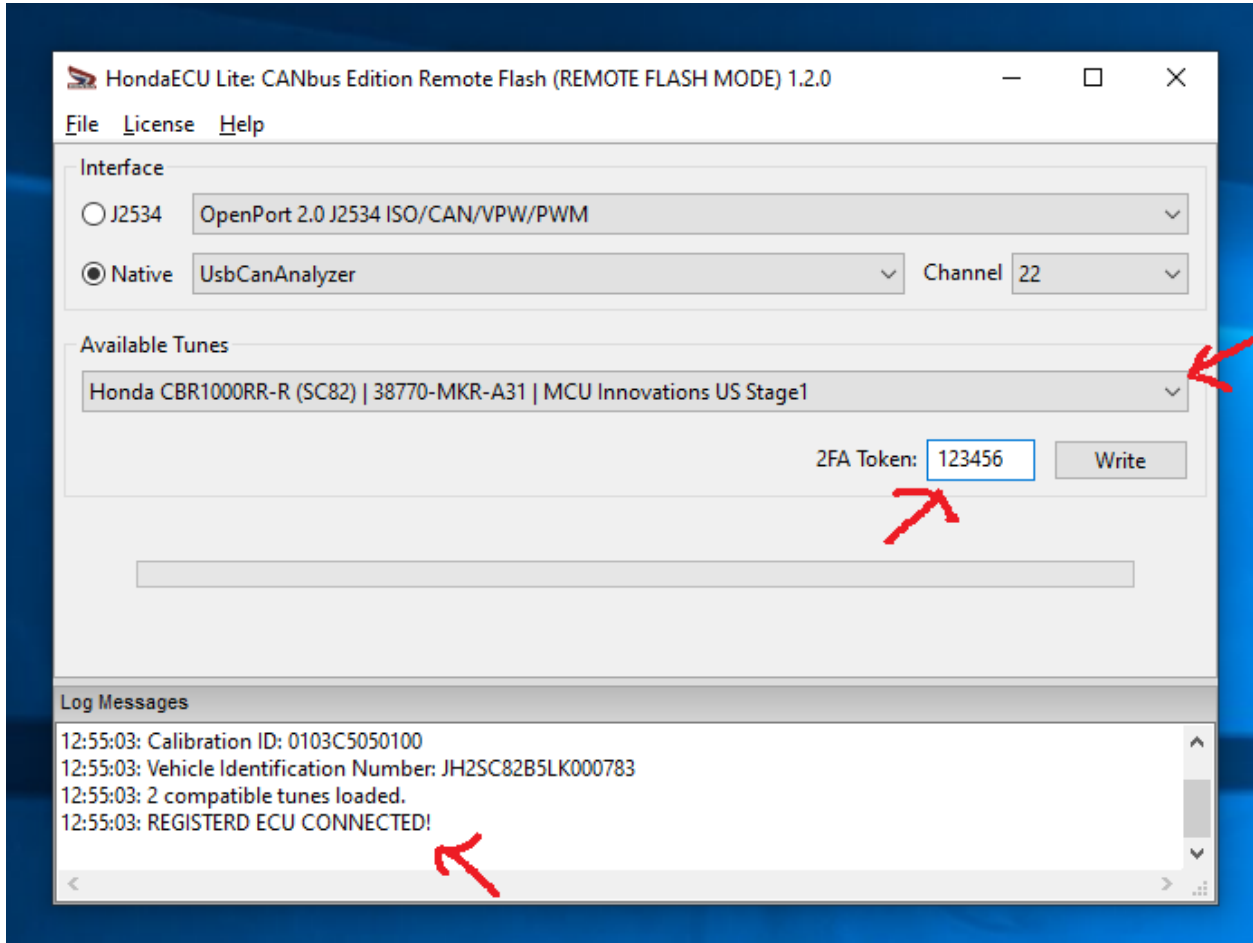 HondaECU Lite: CANbus Edition Remote Flash (REMOTE FLASH MODE) 1.2.0
File License Help
Interface
J2534 OpenPort 2.0 J2534 ISO/CAN/VPW/PWM
Native UsbCanAnalyzer Channel 22
Available Tunes
Honda CBR1000RR-R (SC82) | 38770-MKR-A31 | MCU Innovations US Stage1
2FA Token: 123456 Write
Log Messages
12:55:03: Calibration ID: 0103C5050100
12:55:03: Vehicle Identification Number: JH2SC82B5LK000783
12:55:03: 2 compatible tunes loaded.
12:55:03: REGISTERD ECU CONNECTED!